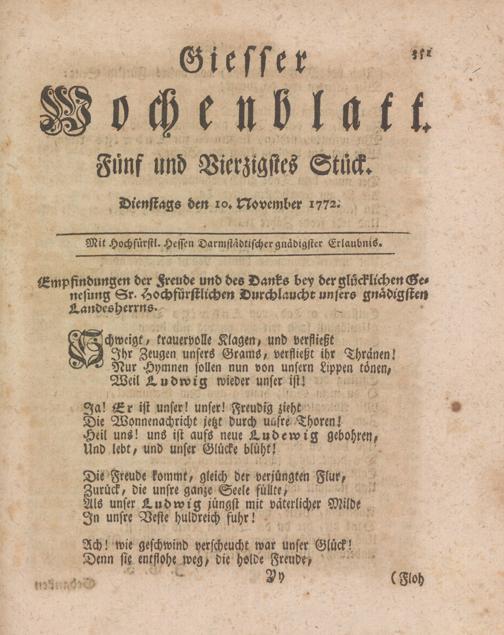 351
Giesser
Wochenblatt.
Fünf und Vierzigstes Stück.
Dienstags den 10. November 1772.
Mit Hochfürstl. Hessen Darmstädtischer gnädigster Erlaubnis.
Empfindungen der Freude und des Danks bey der glücklichen Ge-
nesung Sr. Hochfürstlichen Durchlaucht unsers gnädigsten
Landesherrns.
Schweigt, trauervolle Klagen, und verfließt
Ihr Zeugen unsers Grams, verfließt ihr Thränen!
Nur Hymnen sollen nun von unsern Lippen tönen,
Weil Ludwig wieder unser ist!
Ja! Er ist unser! unser! Freudig zieht
Die Wonnenachricht jetzt durch unsre Thoren!
Heil uns! uns ist aufs neue Ludewig gebohren,
Und lebt, und unser Glücke blüht!
Die Freude kommt, gleich der verjüngten Flur,
Zurück, die unsre ganze Seele füllte,
Als unser Ludwig jüngst mit väterlicher Milde
In unsre Veste huldreich fuhr!
Ach! wie geschwind verscheucht war unser Glück!
Denn sie entflohe weg, die holde Freude,
Yy (Floh